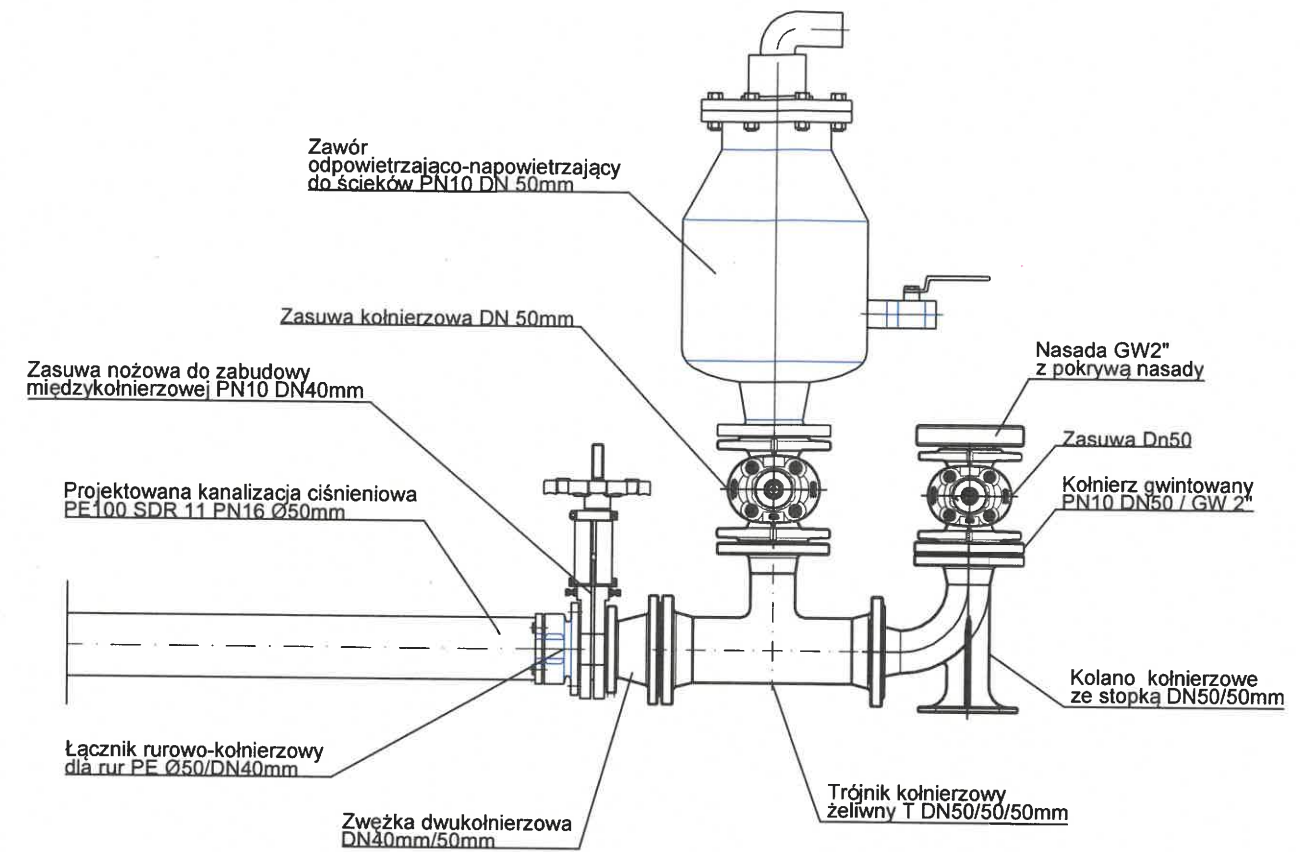 Zawór
odpowietrzająco-napowietrzający
do ścieków PN10 DN 50mm
Zasuwa kołnierzowa DN 50mm
Zasuwa nożowa do zabudowy
międzykołnierzowej PN10 DN40mm
Projektowana kanalizacja ciśnieniowa
PE100 SDR 11 PN16 Ø50mm
Łącznik rurowo-kołnierzowy
dla rur PE Ø50/DN40mm
Zwężka dwukołnierzowa
DN40mm/50mm
Nasada GW2"
z pokrywą nasady
Zasuwa Dn50
Kołnierz gwintowany
PN10 DN50 / GW 2"
Kolano kołnierzowe
ze stopką DN50/50mm
Trójnik kołnierzowy
żeliwny T DN50/50/50mm